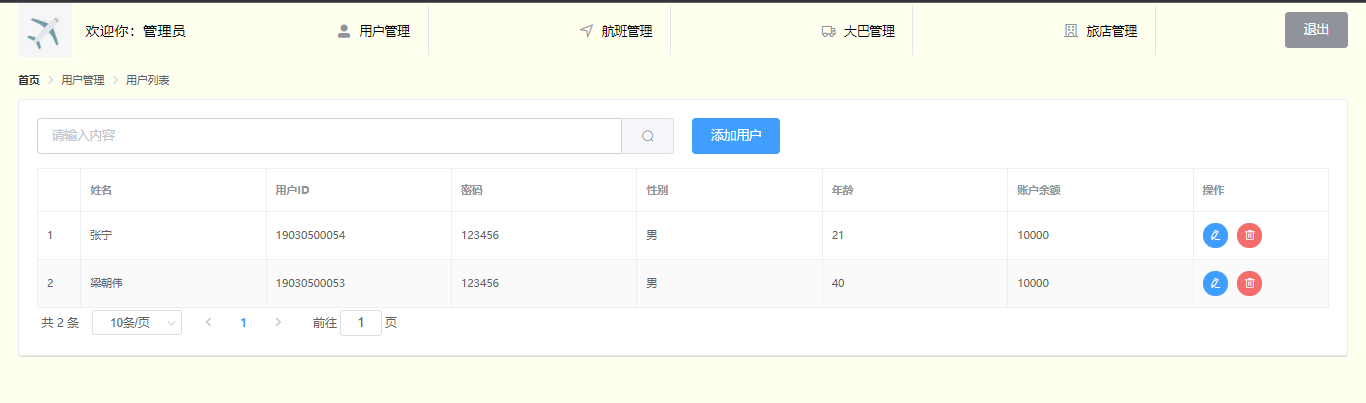 欢迎你：管理员 用户管理 航班管理 大巴管理 旅店管理 退出
首页 用户管理 用户列表
请输入内容 添加用户
姓名 用户ID 密码 性别 年龄 账户余额 操作
1 张宁 19030500054 123456 男 21 10000
2 梁朝伟 19030500053 123456 男 40 10000
共 2 条 10条/页 1 前往 1 页